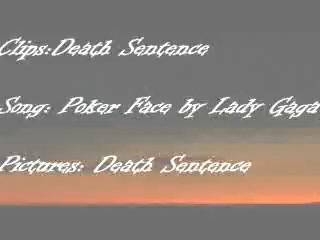 Clips:Death Sentence
Song: Poker Face by Lady Gaga
Pictures: Death Sentence